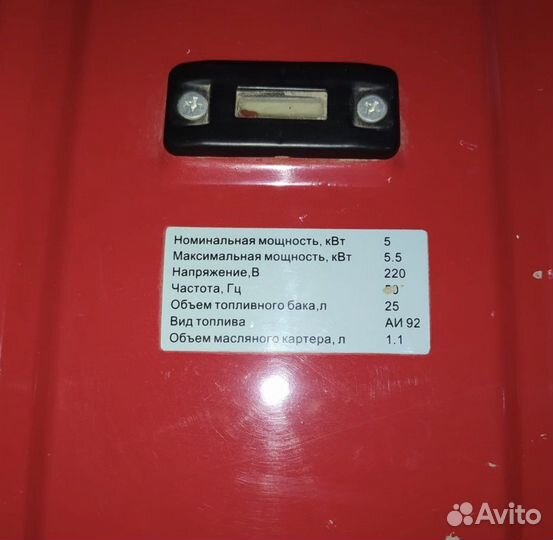 Номинальная мощность, кВт 5
Максимальная мощность, кВт 5.5
Напряжение,В 220
Частота, Гц
Объем топливного бака,л 25
Вид топлива АИ 92
Объем масляного картера, л 1.1
Avito